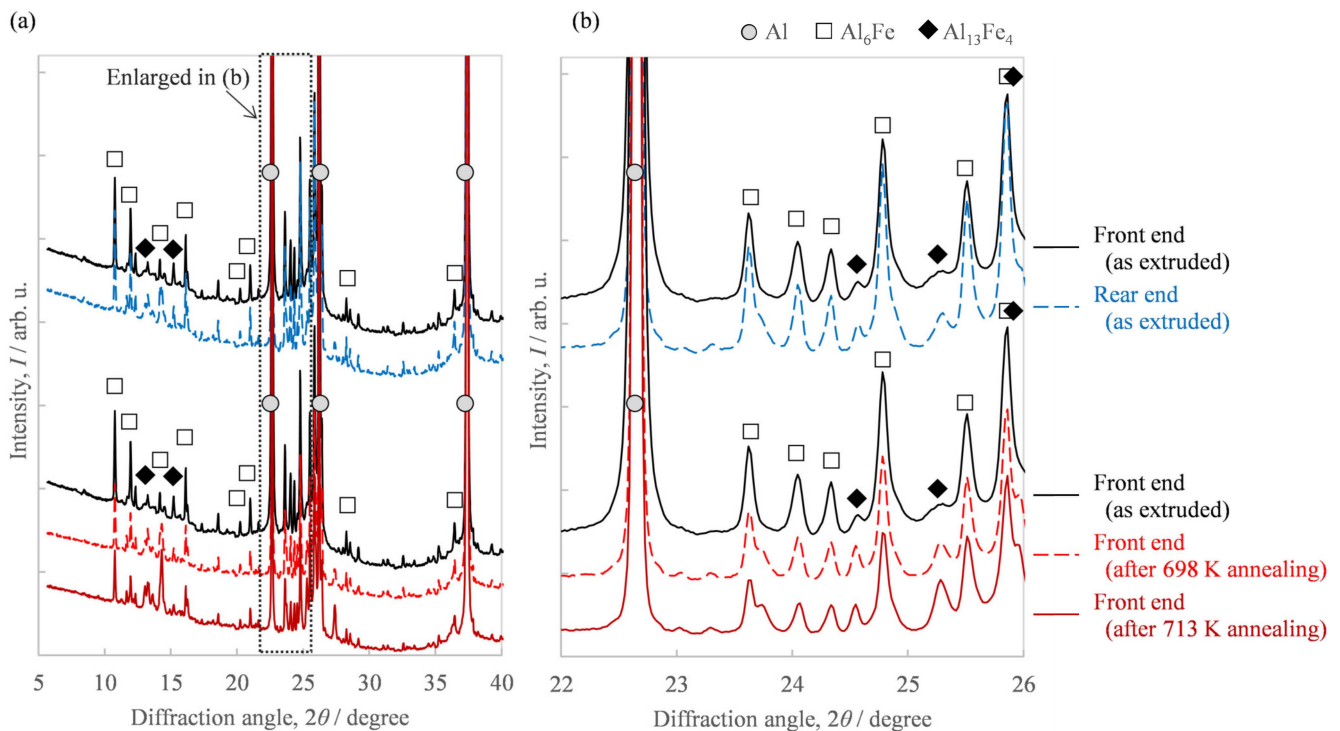 (a)
(b)
Al
Al₆Fe
Al₁₃Fe₄
Enlarged in (b)
Intensity, I / arb. u.
5
10
15
20
25
30
35
40
Diffraction angle, 2θ / degree
Intensity, I / arb. u.
22
23
24
25
26
Diffraction angle, 2θ / degree
Front end
(as extruded)
Rear end
(as extruded)
Front end
(as extruded)
Front end
(after 698 K annealing)
Front end
(after 713 K annealing)